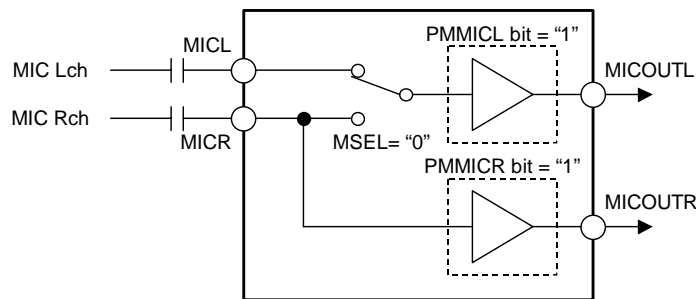 PMMICL bit = “1”
MICL
MICOUTL
MIC Lch
MIC Rch
MICR
MSEL= “0”
PMMICR bit = “1”
MICOUTR